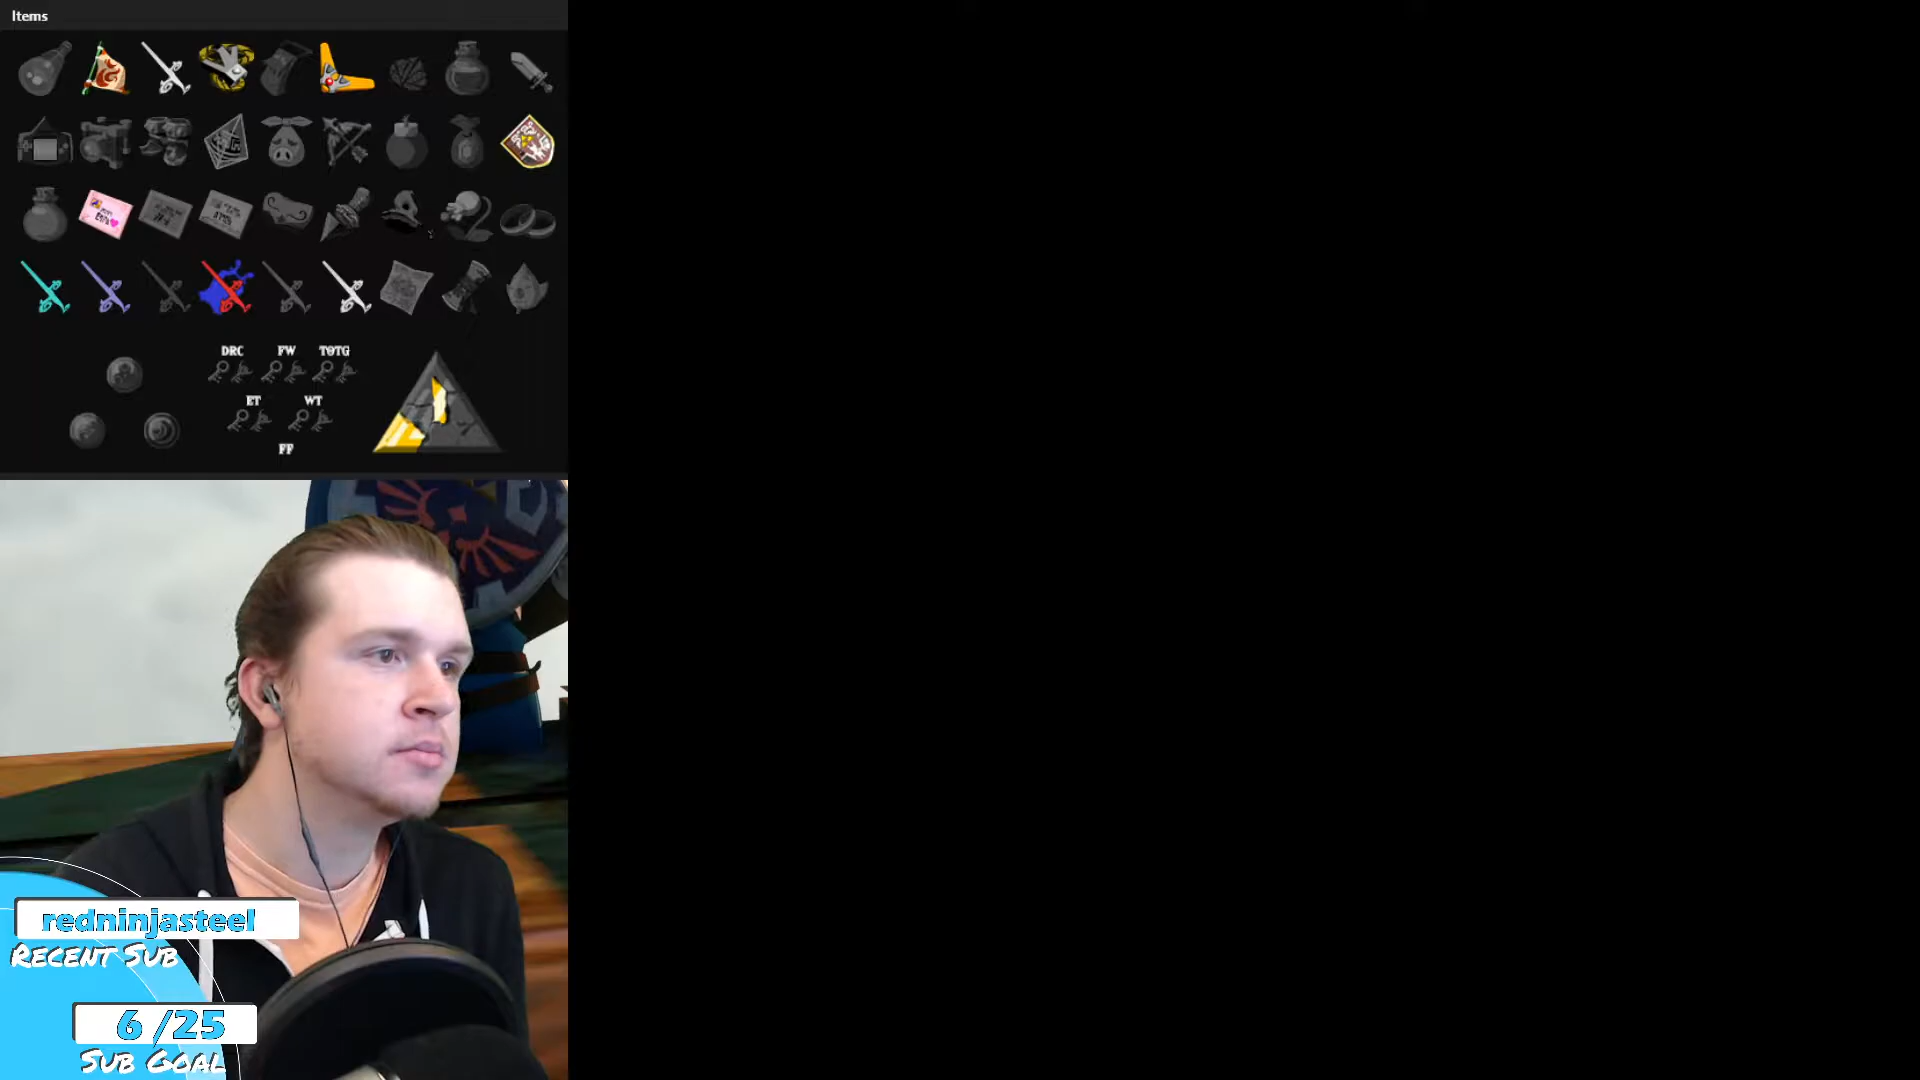 Items
DRC FW TOTG
ET WT
FF
redninjasteel
RECENT SUB
6 /25
SUB GOAL